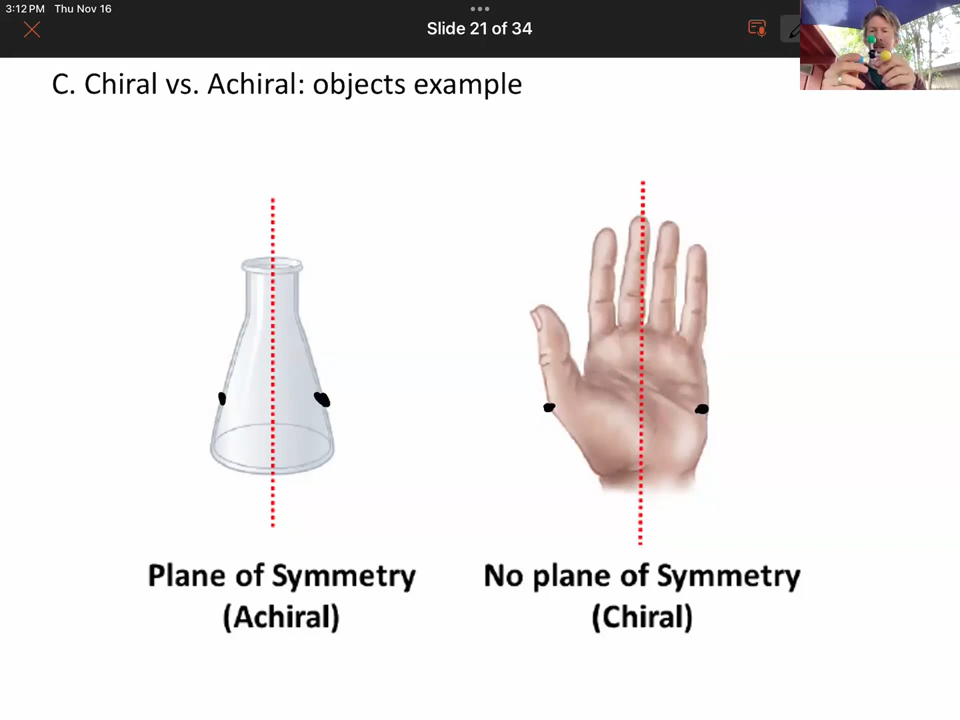 3:12 PM Thu Nov 16
Slide 21 of 34
C. Chiral vs. Achiral: objects example
Plane of Symmetry
(Achiral)
No plane of Symmetry
(Chiral)